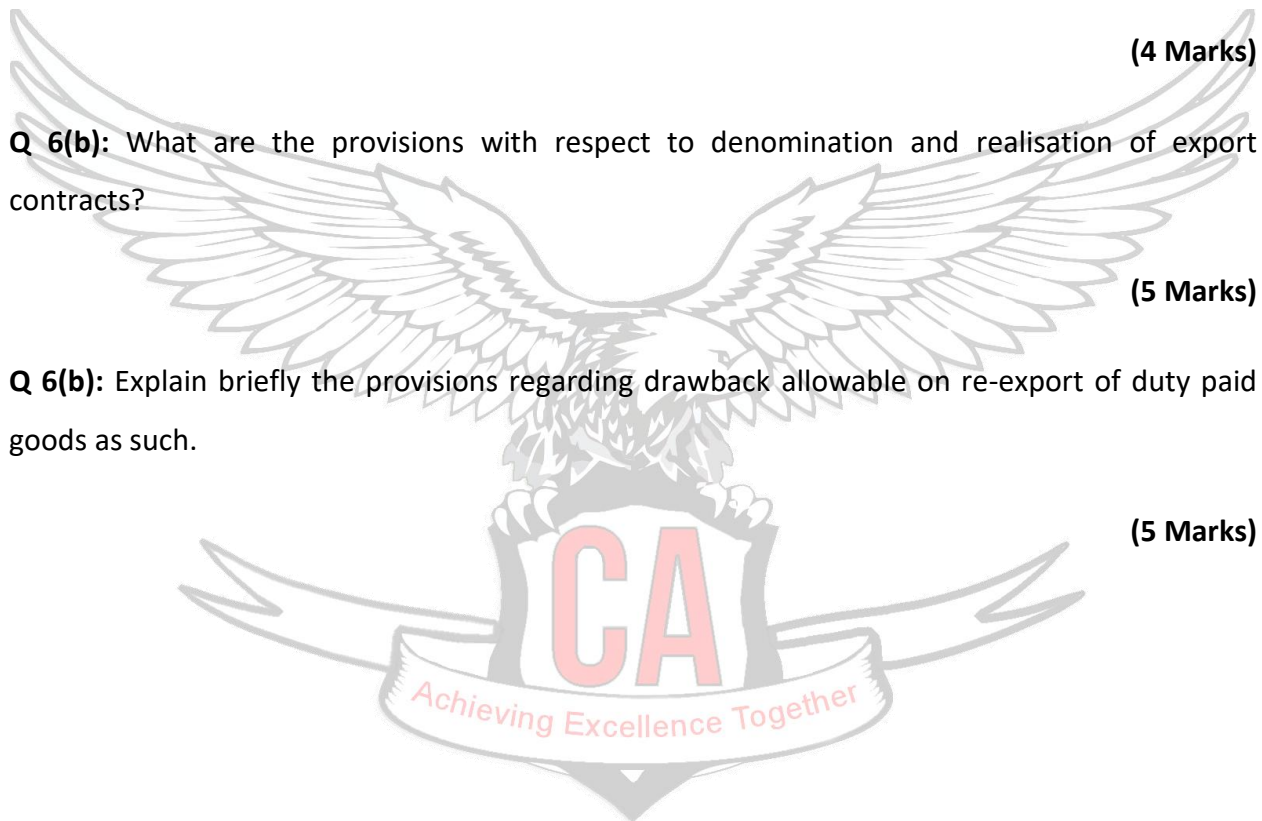 (4 Marks)
Q 6(b): What are the provisions with respect to denomination and realisation of export
contracts?
(5 Marks)
Q 6(b): Explain briefly the provisions regarding drawback allowable on re-export of duty paid
goods as such.
(5 Marks)
CA
Achieving Excellence Together